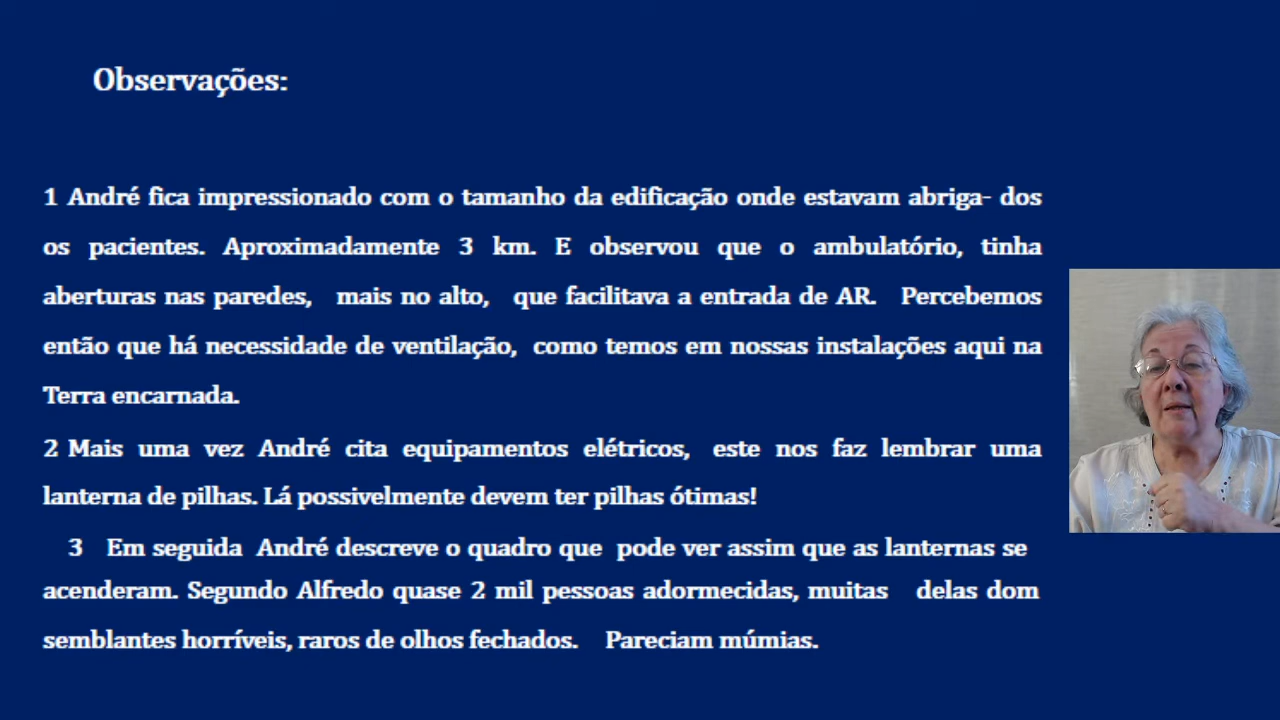 Observações:
1 André fica impressionado com o tamanho da edificação onde estavam abriga- dos
os pacientes. Aproximadamente 3 km. E observou que o ambulatório, tinha
aberturas nas paredes, mais no alto, que facilitava a entrada de AR. Percebemos
então que há necessidade de ventilação, como temos em nossas instalações aqui na
Terra encarnada.
2 Mais uma vez André cita equipamentos elétricos, este nos faz lembrar uma
lanterna de pilhas. Lá possivelmente devem ter pilhas ótimas!
3 Em seguida André descreve o quadro que pode ver assim que as lanternas se
acenderam. Segundo Alfredo quase 2 mil pessoas adormecidas, muitas delas dom
semblantes horríveis, raros de olhos fechados. Pareciam múmias.